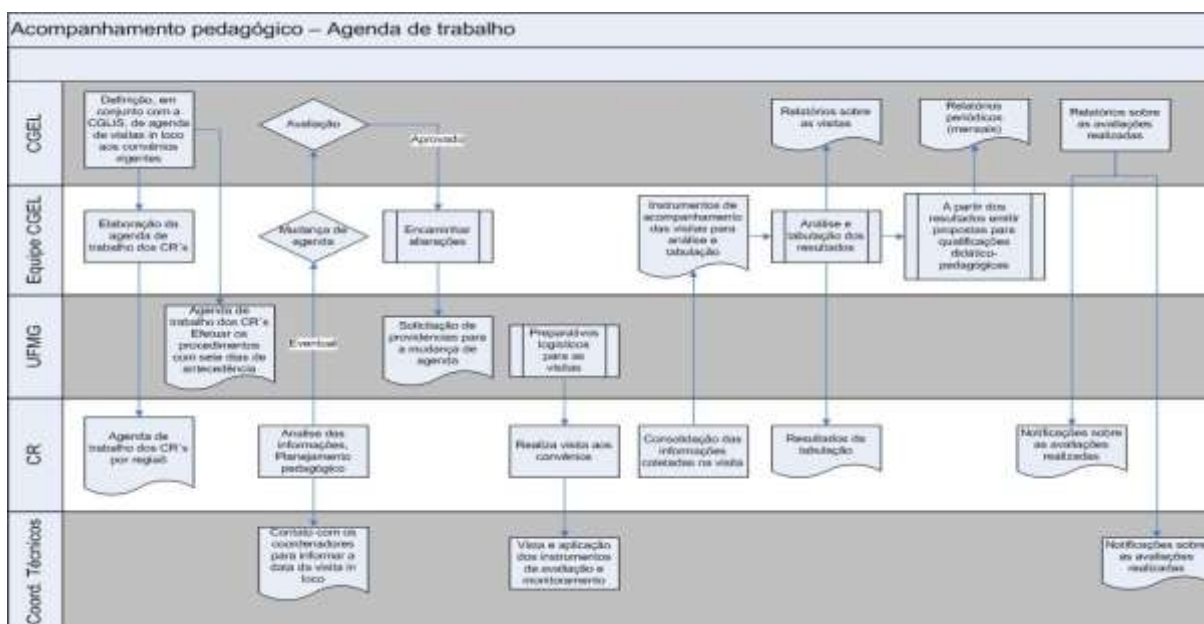 Acompanhamento pedagógico – Agenda de trabalho
CGEL
Definição, em
conjunto com a
CGLIS, de agenda
de visitas in loco
aos convênios
vigentes
Avaliação
Aprovado
Relatórios sobre
as visitas
Relatórios
periódicos
(mensais)
Relatórios sobre
as avaliações
realizadas
Equipe CGEL
Elaboração da
agenda de
trabalho dos CR´s
Mudança de
agenda
Encaminhar
alterações
Instrumentos de
acompanhamento
das visitas para
análise e
tabulação
Análise e
tabulação dos
resultados
A partir dos
resultados emitir
propostas para
qualificações
didático-
pedagógicas
UFMG
Agenda de
trabalho dos CR´s
Efetuar os
procedimentos
com sete dias de
antecedência
Eventual
Solicitação de
providencias para
a mudança de
agenda
Preparativos
logísticos
para as
visitas
CR
Agenda de
trabalho dos CR´s
por região
Analise das
informações,
Planejamento
pedagógico
Realiza visita aos
convênios
Consolidação das
informações
coletadas na visita
Resultados da
tabulação
Notificações sobre
as avaliações
realizadas
Coord. Técnicos
Contato com os
coordenadores
para informar a
data da visita in
loco
Vista e aplicação
dos instrumentos
de avaliação e
monitoramento
Notificações sobre
as avaliações
realizadas